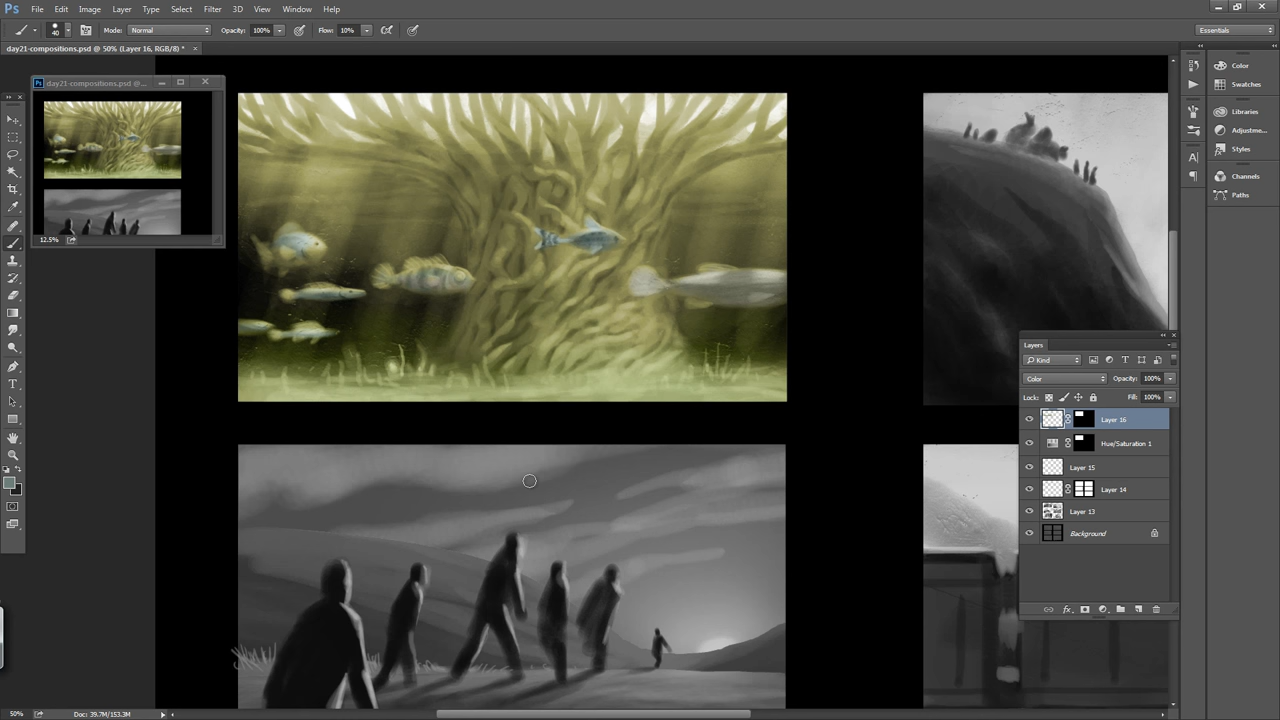 Ps File Edit Image Layer Type Select Filter 3D View Window Help
40 Mode: Normal Opacity: 100% Flow: 10% Essentials
day21-compositions.psd @ 50% (Layer 16, RGB/8) * ×
Ps day21-compositions.psd @...
12.5%
Color
Swatches
Libraries
Adjustme...
Styles
Channels
Paths
Layers
Kind
Color Opacity: 100%
Lock: Fill: 100%
Layer 16
Hue/Saturation 1
Layer 15
Layer 14
Layer 13
Background
fx
50% Doc: 39.7M/153.3M